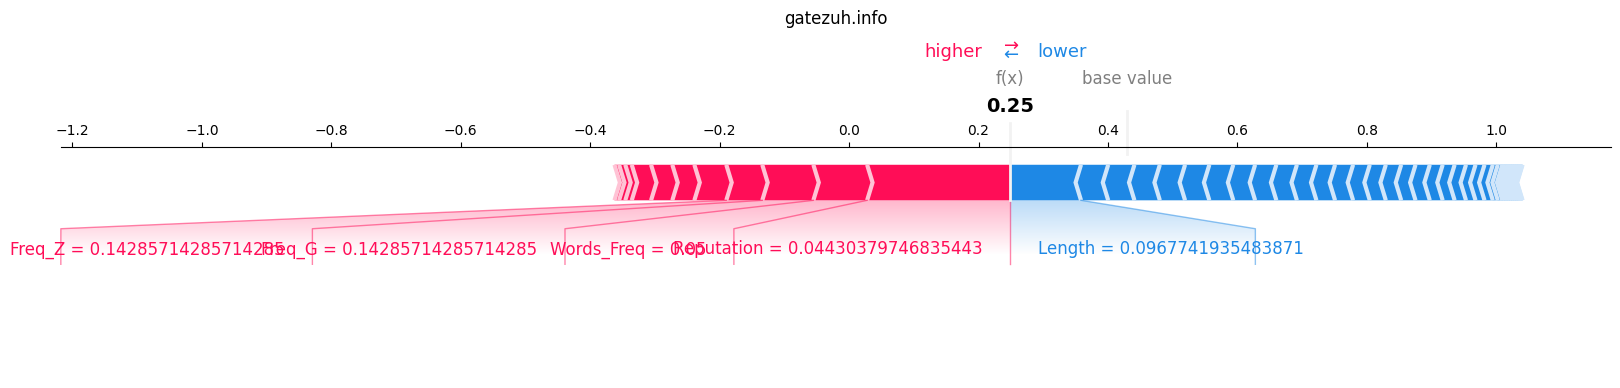 gatezuh.info
higher ⇄ lower
f(x) base value
0.25
−1.2 −1.0 −0.8 −0.6 −0.4 −0.2 0.0 0.2 0.4 0.6 0.8 1.0
Freq_Z = 0.14285714285714285 Freq_G = 0.14285714285714285 Words_Freq = 0.05 Reputation = 0.04430379746835443 Length = 0.0967741935483871